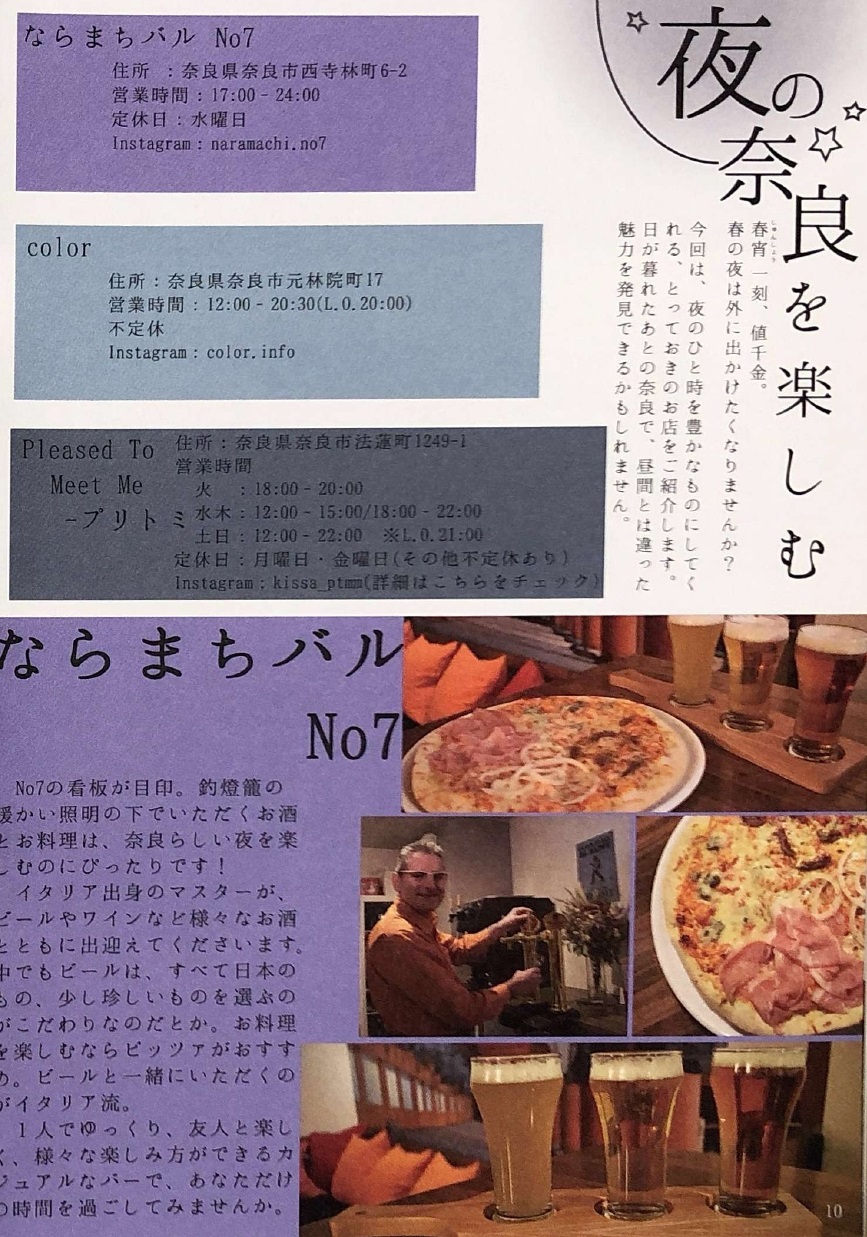 夜の奈良を楽しむ
春宵一刻、値千金。
しゅんしょう
春の夜は外に出かけたくなりませんか？
今回は、夜のひと時を豊かなものにしてく
れる、とっておきのお店をご紹介します。
日が暮れたあとの奈良で、昼間とは違った
魅力を発見できるかもしれません。
ならまちバル No7
住所 ：奈良県奈良市西寺林町6-2
営業時間：17:00‐24:00
定休日：水曜日
Instagram：naramachi.no7
color
住所：奈良県奈良市元林院町17
営業時間：12:00‐20:30(L.O.20:00)
不定休
Instagram：color.info
Pleased To
Meet Me
-プリトミ
住所：奈良県奈良市法蓮町1249-1
営業時間
火 ：18:00‐20:00
水木：12:00‐15:00/18:00‐22:00
土日：12:00‐22:00 ※L.O.21:00
定休日：月曜日・金曜日(その他不定休あり)
Instagram：kissa_ptmm(詳細はこちらをチェック)
ならまちバル
No7
No7の看板が目印。釣燈籠の
暖かい照明の下でいただくお酒
とお料理は、奈良らしい夜を楽
しむのにぴったりです！
イタリア出身のマスターが、
ビールやワインなど様々なお酒
とともに出迎えてくださいます。
中でもビールは、すべて日本の
もの、少し珍しいものを選ぶの
がこだわりなのだとか。お料理
を楽しむならピッツァがおすす
め。ビールと一緒にいただくの
がイタリア流。
1人でゆっくり、友人と楽し
く、様々な楽しみ方ができるカ
ジュアルなバーで、あなただけ
の時間を過ごしてみませんか。
10